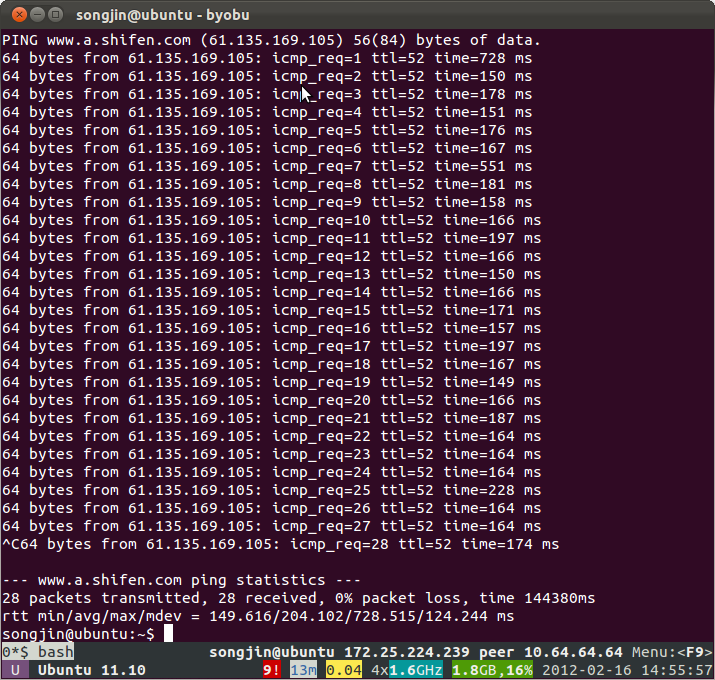 songjin@ubuntu - byobu
PING www.a.shifen.com (61.135.169.105) 56(84) bytes of data.
64 bytes from 61.135.169.105: icmp_req=1 ttl=52 time=728 ms
64 bytes from 61.135.169.105: icmp_req=2 ttl=52 time=150 ms
64 bytes from 61.135.169.105: icmp_req=3 ttl=52 time=178 ms
64 bytes from 61.135.169.105: icmp_req=4 ttl=52 time=151 ms
64 bytes from 61.135.169.105: icmp_req=5 ttl=52 time=176 ms
64 bytes from 61.135.169.105: icmp_req=6 ttl=52 time=167 ms
64 bytes from 61.135.169.105: icmp_req=7 ttl=52 time=551 ms
64 bytes from 61.135.169.105: icmp_req=8 ttl=52 time=181 ms
64 bytes from 61.135.169.105: icmp_req=9 ttl=52 time=158 ms
64 bytes from 61.135.169.105: icmp_req=10 ttl=52 time=166 ms
64 bytes from 61.135.169.105: icmp_req=11 ttl=52 time=197 ms
64 bytes from 61.135.169.105: icmp_req=12 ttl=52 time=166 ms
64 bytes from 61.135.169.105: icmp_req=13 ttl=52 time=150 ms
64 bytes from 61.135.169.105: icmp_req=14 ttl=52 time=166 ms
64 bytes from 61.135.169.105: icmp_req=15 ttl=52 time=171 ms
64 bytes from 61.135.169.105: icmp_req=16 ttl=52 time=157 ms
64 bytes from 61.135.169.105: icmp_req=17 ttl=52 time=197 ms
64 bytes from 61.135.169.105: icmp_req=18 ttl=52 time=167 ms
64 bytes from 61.135.169.105: icmp_req=19 ttl=52 time=149 ms
64 bytes from 61.135.169.105: icmp_req=20 ttl=52 time=166 ms
64 bytes from 61.135.169.105: icmp_req=21 ttl=52 time=187 ms
64 bytes from 61.135.169.105: icmp_req=22 ttl=52 time=164 ms
64 bytes from 61.135.169.105: icmp_req=23 ttl=52 time=164 ms
64 bytes from 61.135.169.105: icmp_req=24 ttl=52 time=164 ms
64 bytes from 61.135.169.105: icmp_req=25 ttl=52 time=228 ms
64 bytes from 61.135.169.105: icmp_req=26 ttl=52 time=164 ms
64 bytes from 61.135.169.105: icmp_req=27 ttl=52 time=164 ms
^C64 bytes from 61.135.169.105: icmp_req=28 ttl=52 time=174 ms
--- www.a.shifen.com ping statistics ---
28 packets transmitted, 28 received, 0% packet loss, time 144380ms
rtt min/avg/max/mdev = 149.616/204.102/728.515/124.244 ms
songjin@ubuntu:~$
0*$ bash songjin@ubuntu 172.25.224.239 peer 10.64.64.64 Menu:<F9>
U Ubuntu 11.10 9! 13m 0.04 4x1.6GHz 1.8GB,16% 2012-02-16 14:55:57